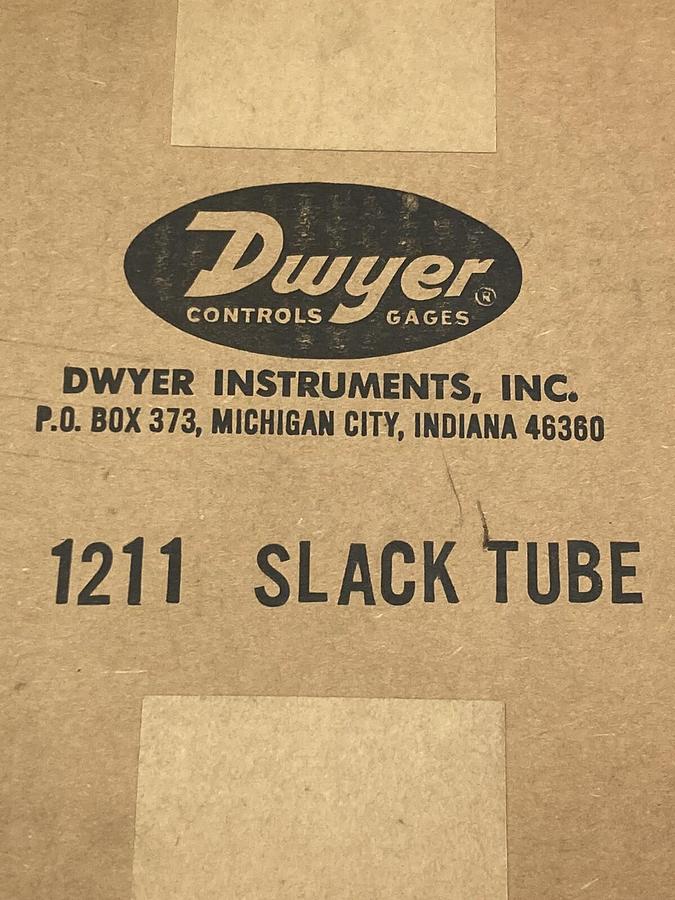 Dwyer®
CONTROLS GAGES
DWYER INSTRUMENTS, INC.
P.O. BOX 373, MICHIGAN CITY, INDIANA 46360
1211 SLACK TUBE